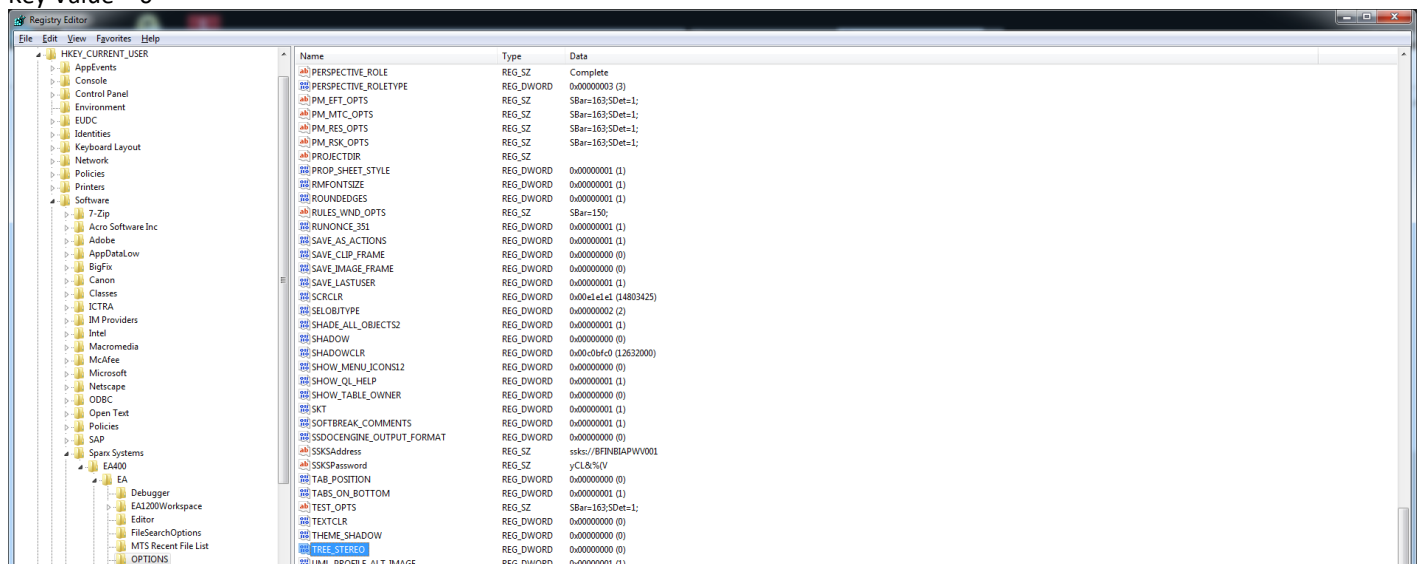 Key Value = 0
Registry Editor
File Edit View Favorites Help
HKEY_CURRENT_USER
AppEvents
Console
Control Panel
Environment
EUDC
Identities
Keyboard Layout
Network
Policies
Printers
Software
7-Zip
Acro Software Inc
Adobe
AppDataLow
BigFix
Canon
Classes
ICTRA
IM Providers
Intel
Macromedia
McAfee
Microsoft
Netscape
ODBC
Open Text
Policies
SAP
Sparx Systems
EA400
EA
Debugger
EA1200Workspace
Editor
FileSearchOptions
MTS Recent File List
OPTIONS
Name Type Data
PERSPECTIVE_ROLE REG_SZ Complete
PERSPECTIVE_ROLETYPE REG_DWORD 0x00000003 (3)
PM_EFT_OPTS REG_SZ SBar=163;SDet=1;
PM_MTC_OPTS REG_SZ SBar=163;SDet=1;
PM_RES_OPTS REG_SZ SBar=163;SDet=1;
PM_RSK_OPTS REG_SZ SBar=163;SDet=1;
PROJECTDIR REG_SZ
PROP_SHEET_STYLE REG_DWORD 0x00000001 (1)
RMFONTSIZE REG_DWORD 0x00000001 (1)
ROUNDEDGES REG_DWORD 0x00000001 (1)
RULES_WND_OPTS REG_SZ SBar=150;
RUNONCE_351 REG_DWORD 0x00000001 (1)
SAVE_AS_ACTIONS REG_DWORD 0x00000001 (1)
SAVE_CLIP_FRAME REG_DWORD 0x00000000 (0)
SAVE_IMAGE_FRAME REG_DWORD 0x00000000 (0)
SAVE_LASTUSER REG_DWORD 0x00000001 (1)
SCRCLR REG_DWORD 0x00e1e1e1 (14803425)
SELOBJTYPE REG_DWORD 0x00000002 (2)
SHADE_ALL_OBJECTS2 REG_DWORD 0x00000001 (1)
SHADOW REG_DWORD 0x00000000 (0)
SHADOWCLR REG_DWORD 0x00c0bfc0 (12632000)
SHOW_MENU_ICONS12 REG_DWORD 0x00000000 (0)
SHOW_QL_HELP REG_DWORD 0x00000001 (1)
SHOW_TABLE_OWNER REG_DWORD 0x00000000 (0)
SKT REG_DWORD 0x00000001 (1)
SOFTBREAK_COMMENTS REG_DWORD 0x00000001 (1)
SSDOCENGINE_OUTPUT_FORMAT REG_DWORD 0x00000000 (0)
SSKSAddress REG_SZ ssks://BFINBIAPWV001
SSKSPassword REG_SZ yCL&%(V
TAB_POSITION REG_DWORD 0x00000000 (0)
TABS_ON_BOTTOM REG_DWORD 0x00000001 (1)
TEST_OPTS REG_SZ SBar=163;SDet=1;
TEXTCLR REG_DWORD 0x00000000 (0)
THEME_SHADOW REG_DWORD 0x00000000 (0)
TREE_STEREO REG_DWORD 0x00000000 (0)
UML_PROFILE_ALT_IMAGE REG_DWORD 0x00000001 (1)